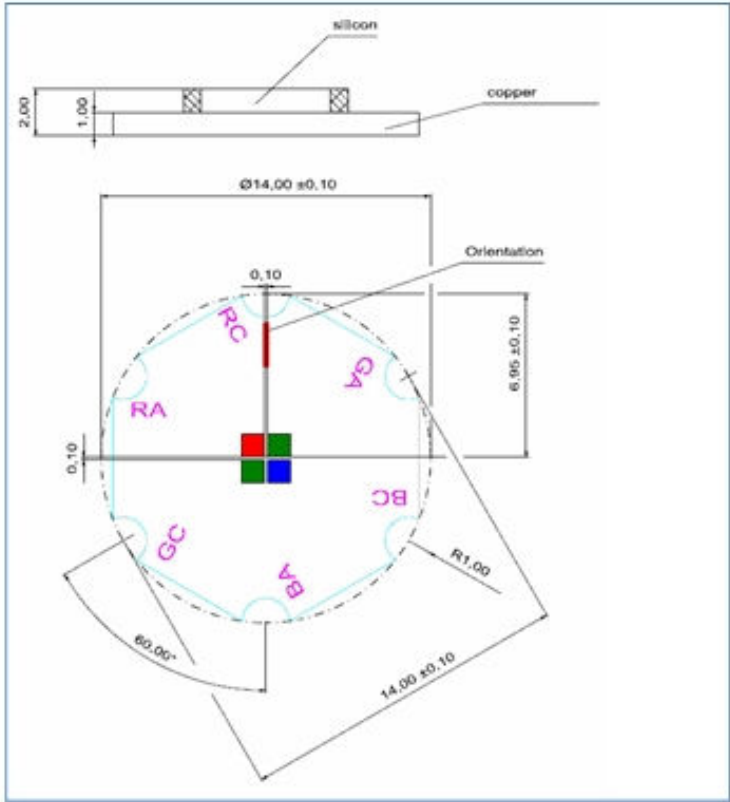 silicon
copper
2,00
1,00
Ø14,00 ±0,10
Orientation
0,10
RC
GA
6,95 ±0,10
RA
0,10
BC
GC
BA
R1,00
60,00°
14,00 ±0,10